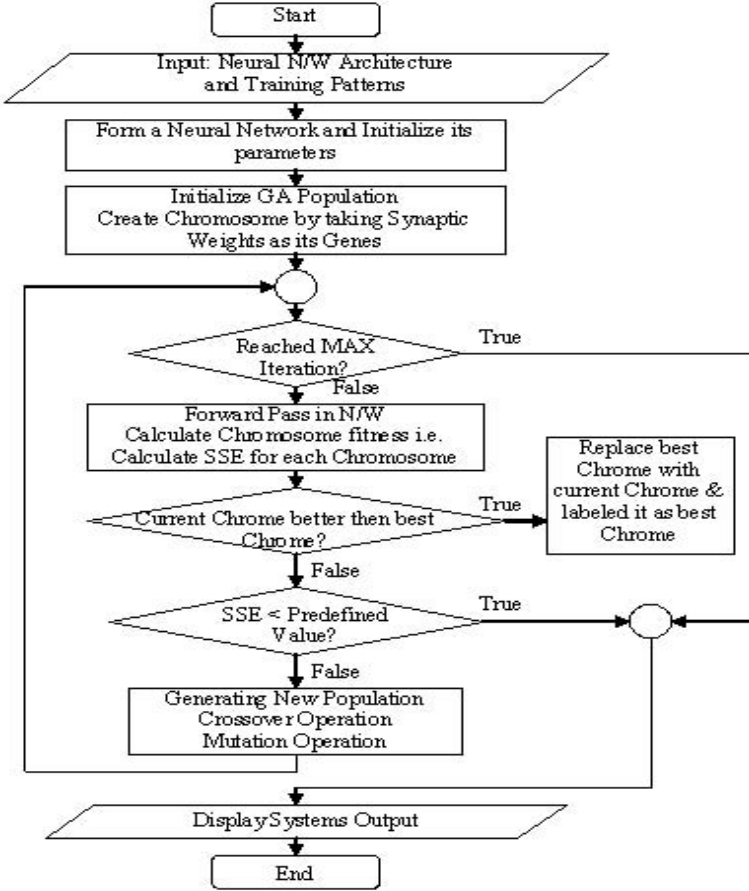 Start
Input: Neural N/W Architecture
and Training Patterns
Form a Neural Network and Initialize its
parameters
Initialize GA Population
Create Chromosome by taking Synaptic
Weights as its Genes
Reached MAX
Iteration?
True
False
Forward Pass in N/W
Calculate Chromosome fitness i.e.
Calculate SSE for each Chromosome
Current Chrome better then best
Chrome?
True
Replace best
Chrome with
current Chrome &
labeled it as best
Chrome
False
SSE < Predefined
Value?
True
False
Generating New Population
Crossover Operation
Mutation Operation
Display Systems Output
End